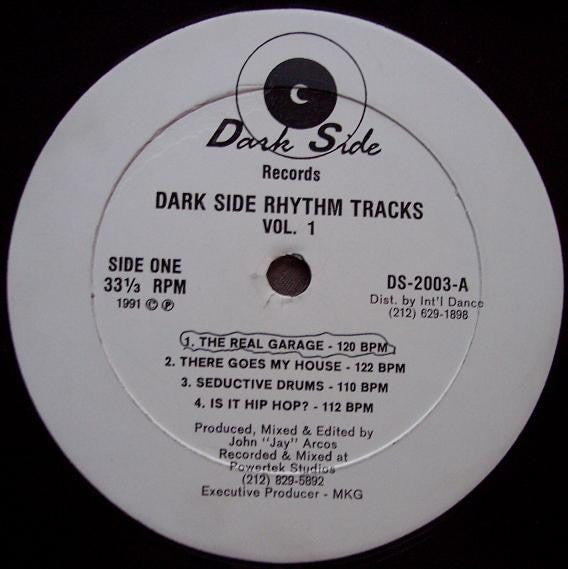 Dark Side
Records
DARK SIDE RHYTHM TRACKS
VOL. 1
SIDE ONE
33⅓ RPM
1991 © ℗
DS-2003-A
Dist. by Int'l Dance
(212) 629-1898
1. THE REAL GARAGE - 120 BPM
2. THERE GOES MY HOUSE - 122 BPM
3. SEDUCTIVE DRUMS - 110 BPM
4. IS IT HIP HOP? - 112 BPM
Produced, Mixed & Edited by
John "Jay" Arcos
Recorded & Mixed at
Powertek Studios
(212) 829-5892
Executive Producer - MKG